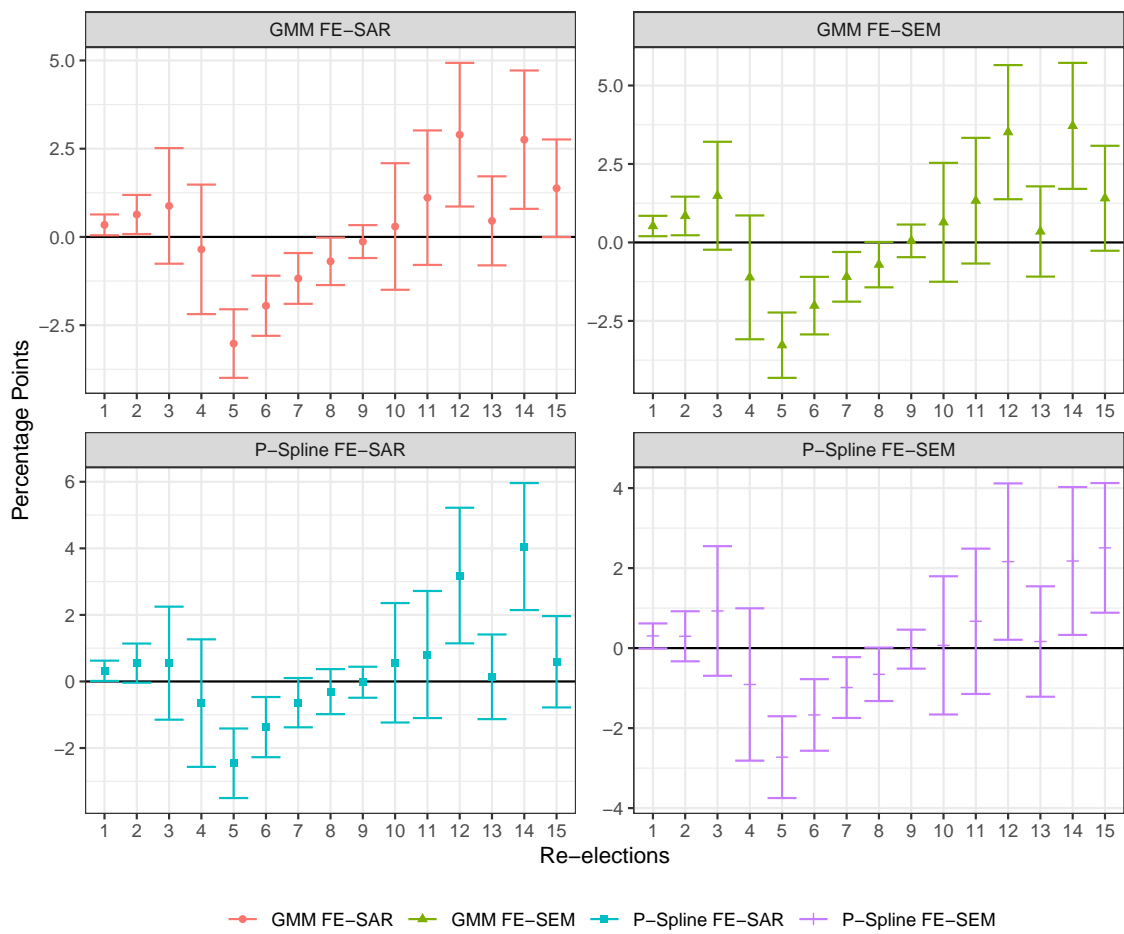 GMM FE−SAR
GMM FE−SEM
5.0
2.5
0.0
−2.5
5.0
2.5
0.0
−2.5
1 2 3 4 5 6 7 8 9 10 11 12 13 14 15
1 2 3 4 5 6 7 8 9 10 11 12 13 14 15
Percentage Points
P−Spline FE−SAR
P−Spline FE−SEM
6
4
2
0
−2
4
2
0
−2
−4
1 2 3 4 5 6 7 8 9 10 11 12 13 14 15
1 2 3 4 5 6 7 8 9 10 11 12 13 14 15
Re−elections
GMM FE−SAR GMM FE−SEM P−Spline FE−SAR P−Spline FE−SEM